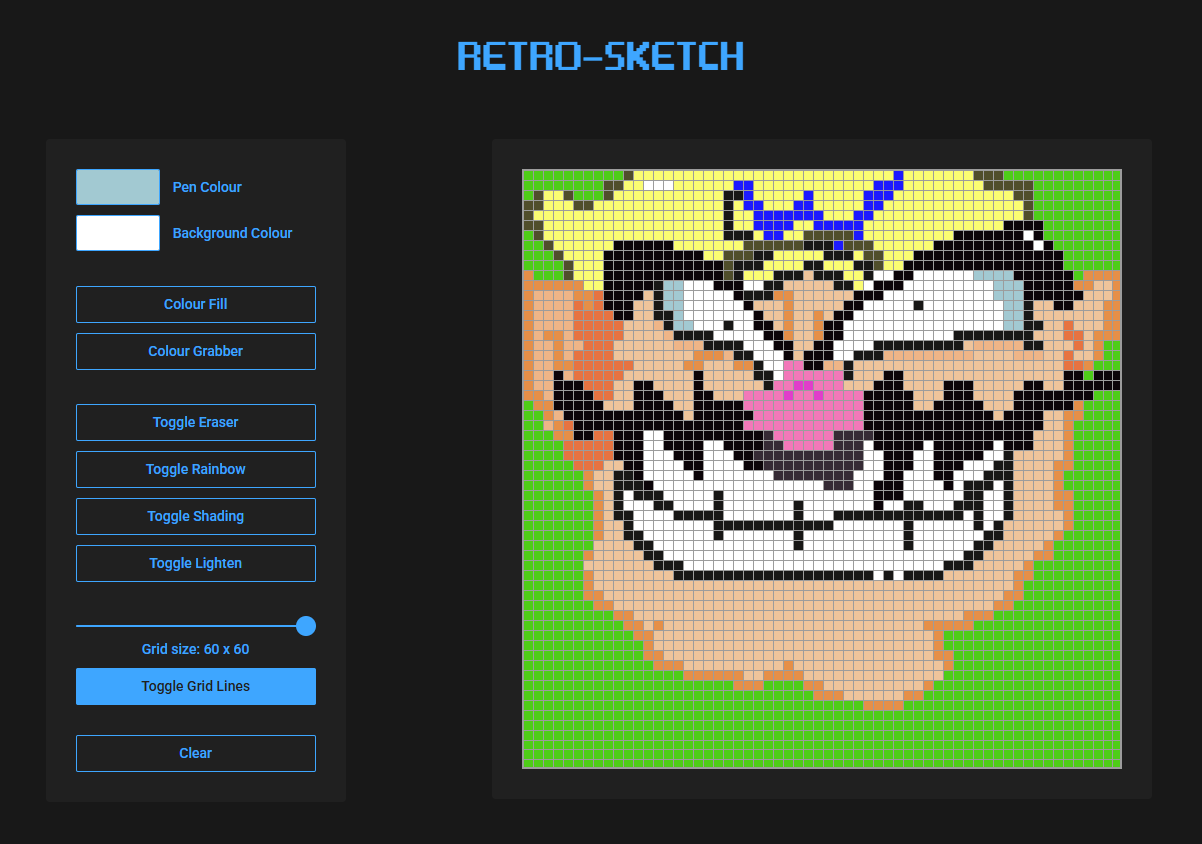 RETRO-SKETCH
Pen Colour
Background Colour
Colour Fill
Colour Grabber
Toggle Eraser
Toggle Rainbow
Toggle Shading
Toggle Lighten
Grid size: 60 x 60
Toggle Grid Lines
Clear